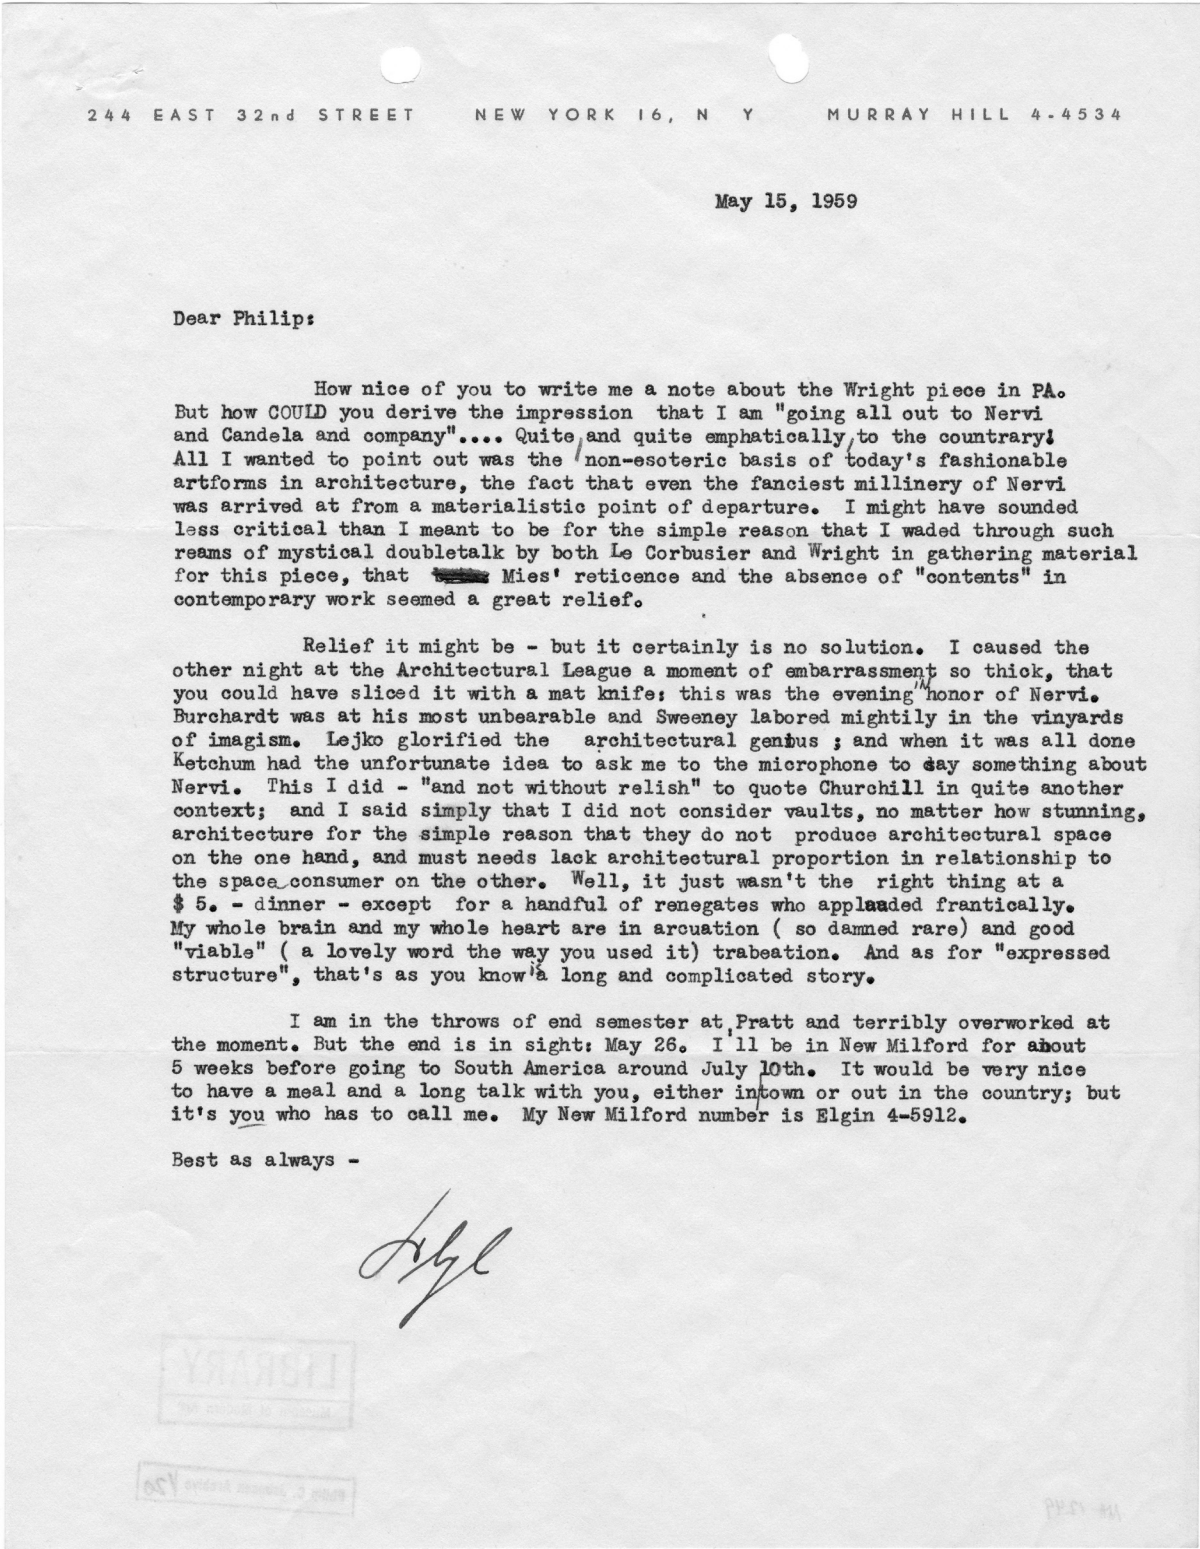 244 EAST 32nd STREET NEW YORK 16, N Y MURRAY HILL 4-4534
May 15, 1959
Dear Philip:
How nice of you to write me a note about the Wright piece in PA.
But how COULD you derive the impression that I am "going all out to Nervi
and Candela and company".... Quite, and quite emphatically, to the countrary!
All I wanted to point out was the non-esoteric basis of today's fashionable
artforms in architecture, the fact that even the fanciest millinery of Nervi
was arrived at from a materialistic point of departure. I might have sounded
less critical than I meant to be for the simple reason that I waded through such
reams of mystical doubletalk by both Le Corbusier and Wright in gathering material
for this piece, that Mies' reticence and the absence of "contents" in
contemporary work seemed a great relief.
Relief it might be - but it certainly is no solution. I caused the
other night at the Architectural League a moment of embarrassment so thick, that
you could have sliced it with a mat knife: this was the evening in honor of Nervi.
Burchardt was at his most unbearable and Sweeney labored mightily in the vinyards
of imagism. Lejko glorified the architectural genius ; and when it was all done
Ketchum had the unfortunate idea to ask me to the microphone to say something about
Nervi. This I did - "and not without relish" to quote Churchill in quite another
context; and I said simply that I did not consider vaults, no matter how stunning,
architecture for the simple reason that they do not produce architectural space
on the one hand, and must needs lack architectural proportion in relationship to
the space consumer on the other. Well, it just wasn't the right thing at a
$ 5. - dinner - except for a handful of renegates who applauded frantically.
My whole brain and my whole heart are in arcuation ( so damned rare) and good
"viable" ( a lovely word the way you used it) trabeation. And as for "expressed
structure", that's as you know is a long and complicated story.
I am in the throws of end semester at Pratt and terribly overworked at
the moment. But the end is in sight: May 26. I'll be in New Milford for about
5 weeks before going to South America around July 10th. It would be very nice
to have a meal and a long talk with you, either in town or out in the country; but
it's you who has to call me. My New Milford number is Elgin 4-5912.
Best as always -
Sibyl
LIBRARY
Museum of Modern Art